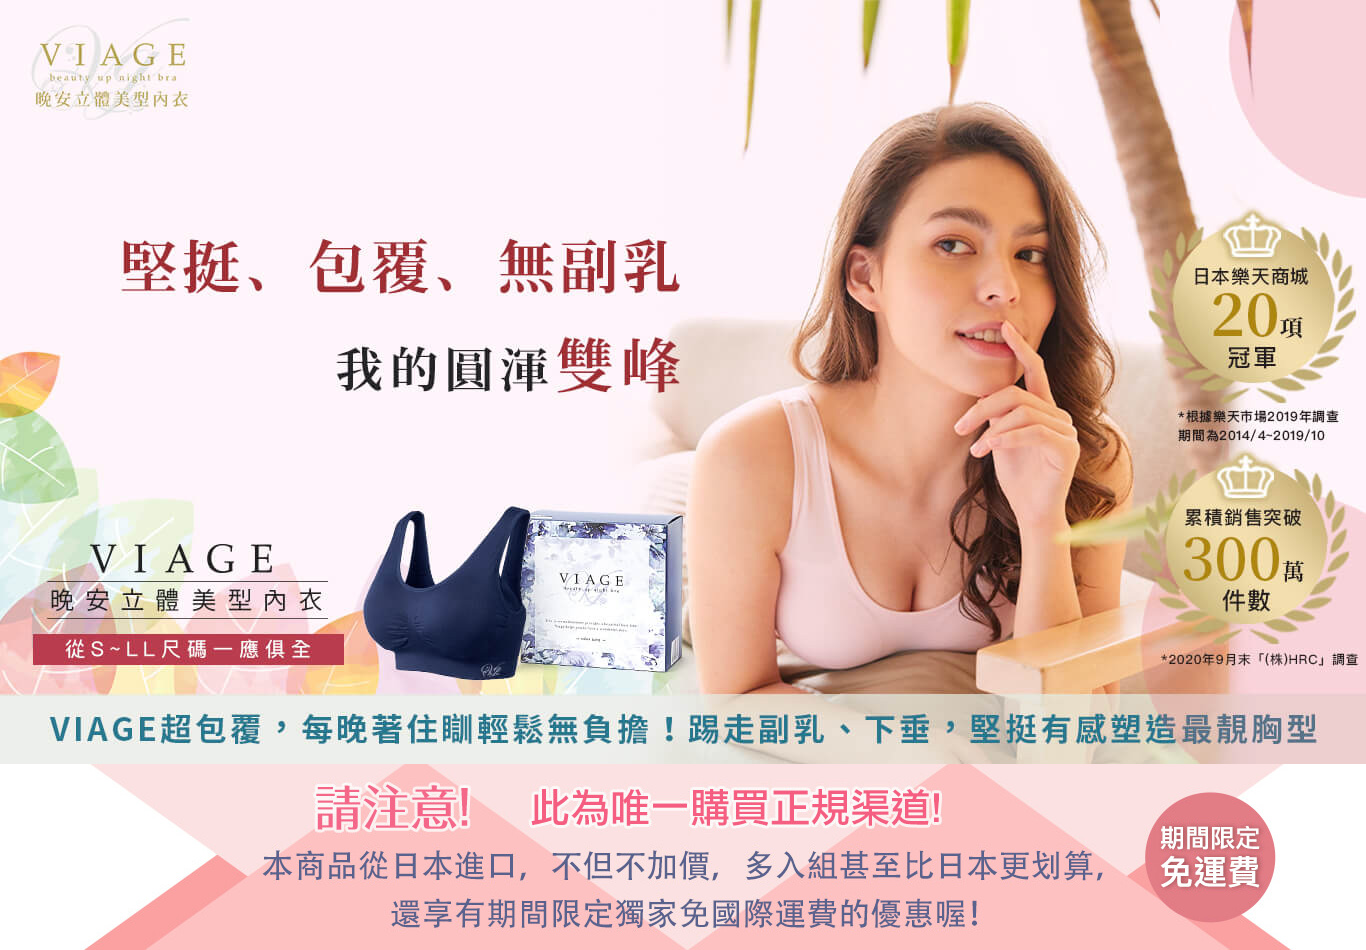 VIAGE
beauty up night bra
晚安立體美型內衣
堅挺、包覆、無副乳
我的圓渾雙峰
日本樂天商城
20項
冠軍
*根據樂天市場2019年調查
期間為2014/4~2019/10
累積銷售突破
300萬
件數
*2020年9月末「(株)HRC」調查
VIAGE
晚安立體美型內衣
從S~LL尺碼一應俱全
VIAGE
beauty up night bra
VIAGE超包覆，每晚著住瞓輕鬆無負擔！踢走副乳、下垂，堅挺有感塑造最靚胸型
請注意!
此為唯一購買正規渠道!
本商品從日本進口，不但不加價，多入組甚至比日本更划算，
還享有期間限定獨家免國際運費的優惠喔！
期間限定
免運費